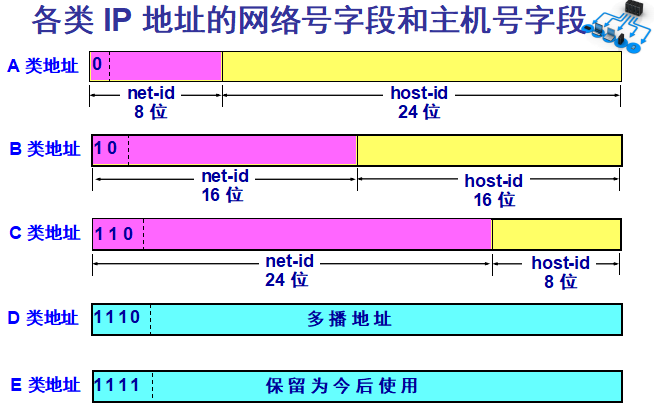 各类 IP 地址的网络号字段和主机号字段
A 类地址
0
net-id
8 位
host-id
24 位
B 类地址
1 0
net-id
16 位
host-id
16 位
C 类地址
1 1 0
net-id
24 位
host-id
8 位
D 类地址
1 1 1 0
多 播 地 址
E 类地址
1 1 1 1
保 留 为 今 后 使 用